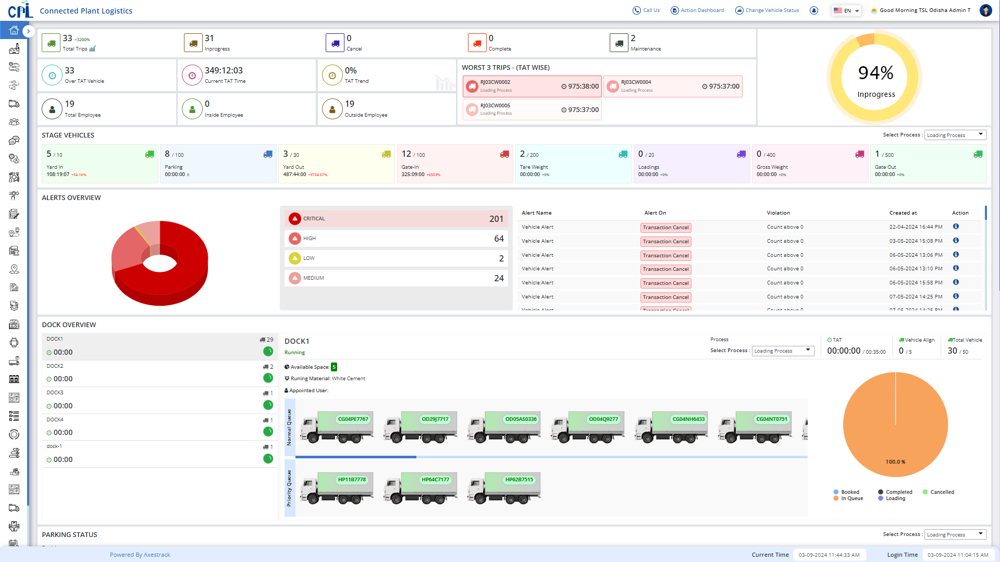 CPL Connected Plant Logistics
Call Us
Action Dashboard
Change Vehicle Status
EN
Good Morning TSL Odisha Admin T
33 +3200%
Total Trips
31
Inprogress
0
Cancel
0
Complete
2
Maintenance
33
Over TAT Vehicle
349:12:03
Current TAT Time
0%
TAT Trend
19
Total Employee
0
Inside Employee
19
Outside Employee
WORST 3 TRIPS - (TAT WISE)
RJ03CW0002
Loading Process
975:38:00
RJ03CW0004
Loading Process
975:37:00
RJ03CW0005
Loading Process
975:37:00
94%
Inprogress
STAGE VEHICLES
Select Process : Loading Process
5 / 10
Yard In
108:19:07 +54.16%
8 / 100
Parking
00:00:00 0
3 / 30
Yard Out
487:44:00 +9754.67%
12 / 100
Gate-In
325:09:00 +6503%
2 / 200
Tare Weight
00:00:00 +0%
0 / 20
Loadings
00:00:00 +0%
0 / 400
Gross Weight
00:00:00 +0%
1 / 500
Gate Out
00:00:00 +0%
ALERTS OVERVIEW
CRITICAL 201
HIGH 64
LOW 2
MEDIUM 24
Alert Name Alert On Violation Created at Action
Vehicle Alert Transaction Cancel Count above 0 22-04-2024 16:44 PM
Vehicle Alert Transaction Cancel Count above 0 03-05-2024 15:08 PM
Vehicle Alert Transaction Cancel Count above 0 06-05-2024 13:06 PM
Vehicle Alert Transaction Cancel Count above 0 06-05-2024 13:10 PM
Vehicle Alert Transaction Cancel Count above 0 06-05-2024 15:58 PM
Vehicle Alert Transaction Cancel Count above 0 07-05-2024 14:25 PM
Vehicle Alert Transaction Cancel Count above 0 07-05-2024 14:25 PM
DOCK OVERVIEW
DOCK1 29
00:00
DOCK2 2
00:00
DOCK3 1
00:00
DOCK4 1
00:00
dock-1 1
00:00
DOCK1
Running
Process
Select Process : Loading Process
TAT
00:00:00 / 00:35:00
Vehicle Align
0 / 5
Total Vehicle
30 / 50
Available Space: 5
Runing Material: White Cement
Appointed User:
Normal Queue
CG04PE7767
OD29J7717
OD05AS0336
OD04Q9277
CG04NH6433
CG04NT0751
Priority Queue
HP11B7778
HP64C7177
HP62B7515
100.0 %
Booked
Completed
Cancelled
In Queue
Loading
PARKING STATUS
Select Process : Loading Process
Powered By Axestrack
Current Time 03-09-2024 11:44:33 AM
Login Time 03-09-2024 11:04:15 AM